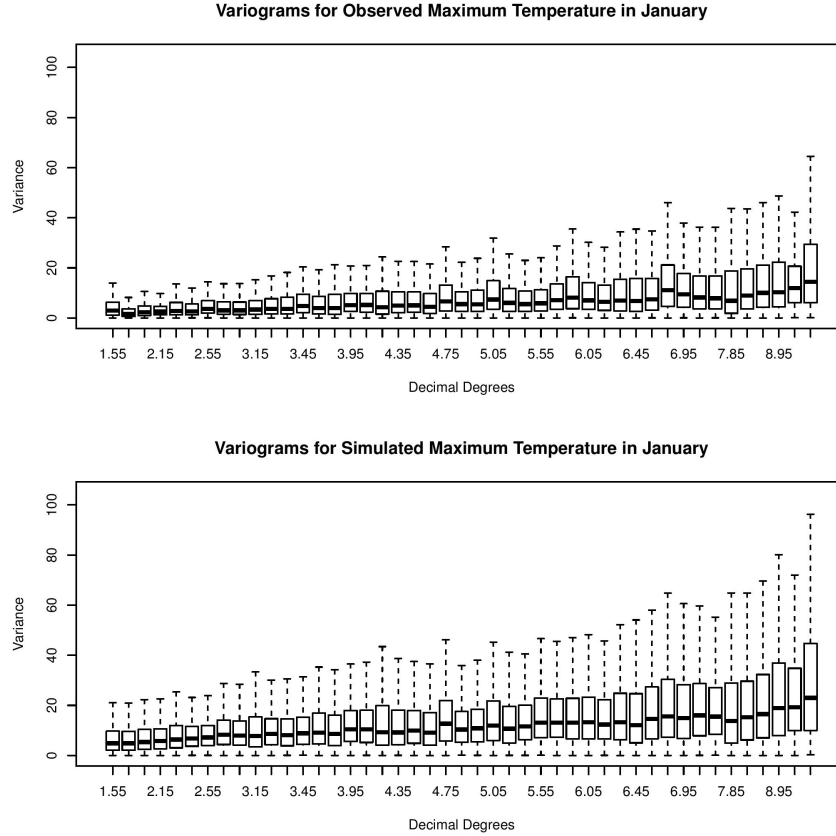 Variograms for Observed Maximum Temperature in January
100
80
60
40
20
0
Variance
1.55 2.15 2.55 3.15 3.45 3.95 4.35 4.75 5.05 5.55 6.05 6.45 6.95 7.85 8.95
Decimal Degrees
Variograms for Simulated Maximum Temperature in January
100
80
60
40
20
0
Variance
1.55 2.15 2.55 3.15 3.45 3.95 4.35 4.75 5.05 5.55 6.05 6.45 6.95 7.85 8.95
Decimal Degrees